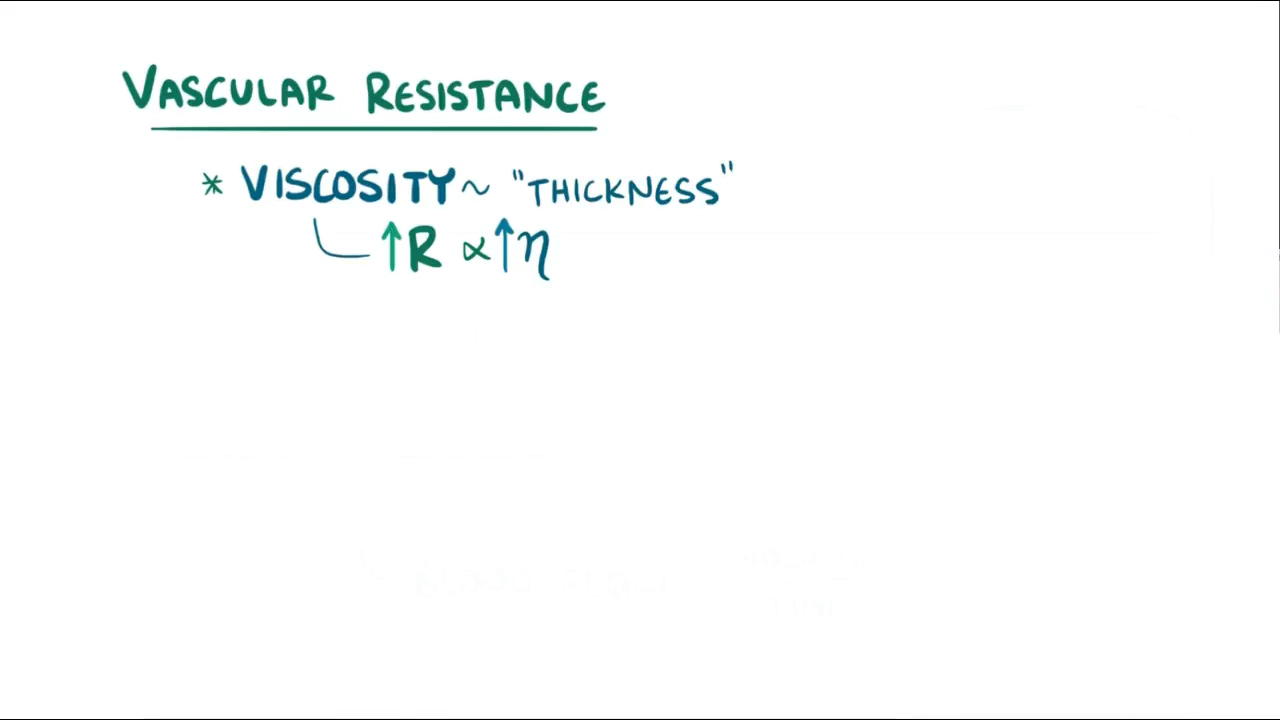 VASCULAR RESISTANCE
* VISCOSITY ~ "THICKNESS"
↑R ∝ ↑η